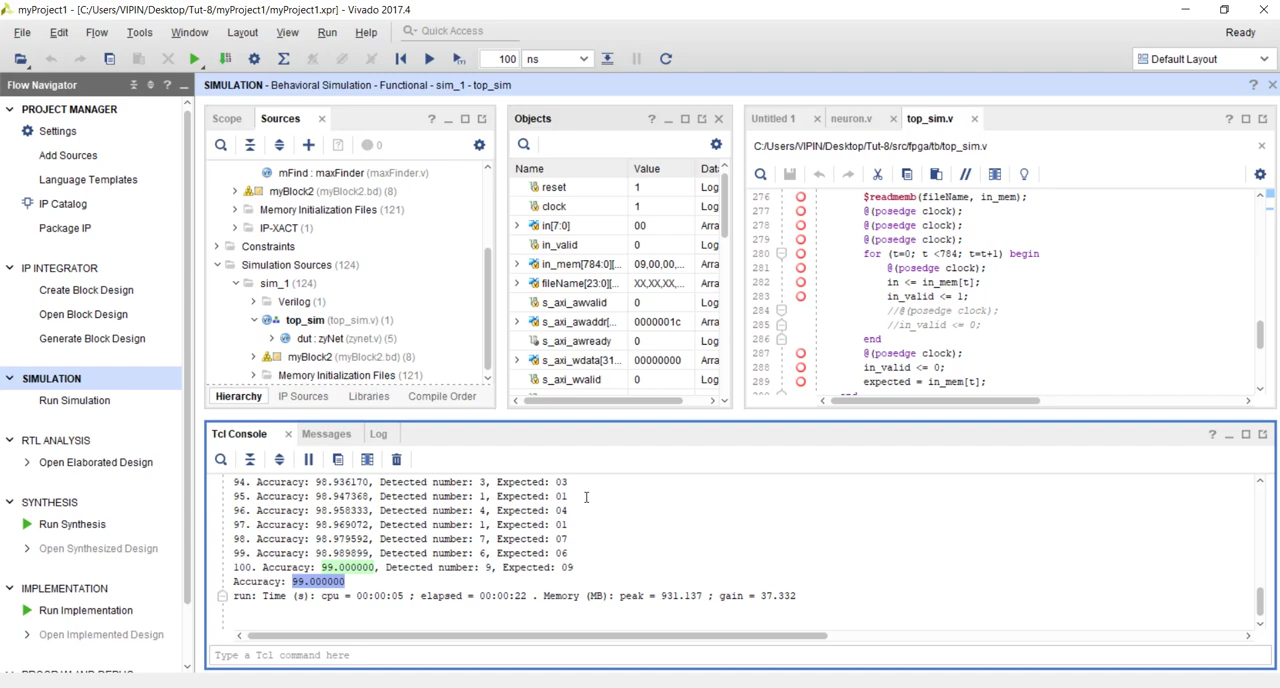 myProject1 - [C:/Users/VIPIN/Desktop/Tut-8/myProject1/myProject1.xpr] - Vivado 2017.4
File Edit Flow Tools Window Layout View Run Help Quick Access Ready
100 ns Default Layout
Flow Navigator
SIMULATION - Behavioral Simulation - Functional - sim_1 - top_sim
PROJECT MANAGER
Settings
Add Sources
Language Templates
IP Catalog
Package IP
IP INTEGRATOR
Create Block Design
Open Block Design
Generate Block Design
SIMULATION
Run Simulation
RTL ANALYSIS
Open Elaborated Design
SYNTHESIS
Run Synthesis
Open Synthesized Design
IMPLEMENTATION
Run Implementation
Open Implemented Design
Scope Sources
0
mFind : maxFinder (maxFinder.v)
myBlock2 (myBlock2.bd) (8)
Memory Initialization Files (121)
IP-XACT (1)
Constraints
Simulation Sources (124)
sim_1 (124)
Verilog (1)
top_sim (top_sim.v) (1)
dut : zyNet (zynet.v) (5)
myBlock2 (myBlock2.bd) (8)
Memory Initialization Files (121)
Hierarchy IP Sources Libraries Compile Order
Objects
Name Value Data
reset 1 Log
clock 1 Log
in[7:0] 00 Arra
in_valid 0 Log
in_mem[784:0][... 09,00,00,... Arra
fileName[23:0][... XX,XX,XX,... Arra
s_axi_awvalid 0 Log
s_axi_awaddr[... 0000001c Arra
s_axi_awready 0 Log
s_axi_wdata[31... 00000000 Arra
s_axi_wvalid 0 Log
Untitled 1 neuron.v top_sim.v
C:/Users/VIPIN/Desktop/Tut-8/src/fpga/tb/top_sim.v
276 $readmemb(fileName, in_mem);
277 @(posedge clock);
278 @(posedge clock);
279 @(posedge clock);
280 for (t=0; t <784; t=t+1) begin
281 @(posedge clock);
282 in <= in_mem[t];
283 in_valid <= 1;
284 //@(posedge clock);
285 //in_valid <= 0;
286 end
287 @(posedge clock);
288 in_valid <= 0;
289 expected = in_mem[t];
Tcl Console Messages Log
94. Accuracy: 98.936170, Detected number: 3, Expected: 03
95. Accuracy: 98.947368, Detected number: 1, Expected: 01
96. Accuracy: 98.958333, Detected number: 4, Expected: 04
97. Accuracy: 98.969072, Detected number: 1, Expected: 01
98. Accuracy: 98.979592, Detected number: 7, Expected: 07
99. Accuracy: 98.989899, Detected number: 6, Expected: 06
100. Accuracy: 99.000000, Detected number: 9, Expected: 09
Accuracy: 99.000000
run: Time (s): cpu = 00:00:05 ; elapsed = 00:00:22 . Memory (MB): peak = 931.137 ; gain = 37.332
Type a Tcl command here